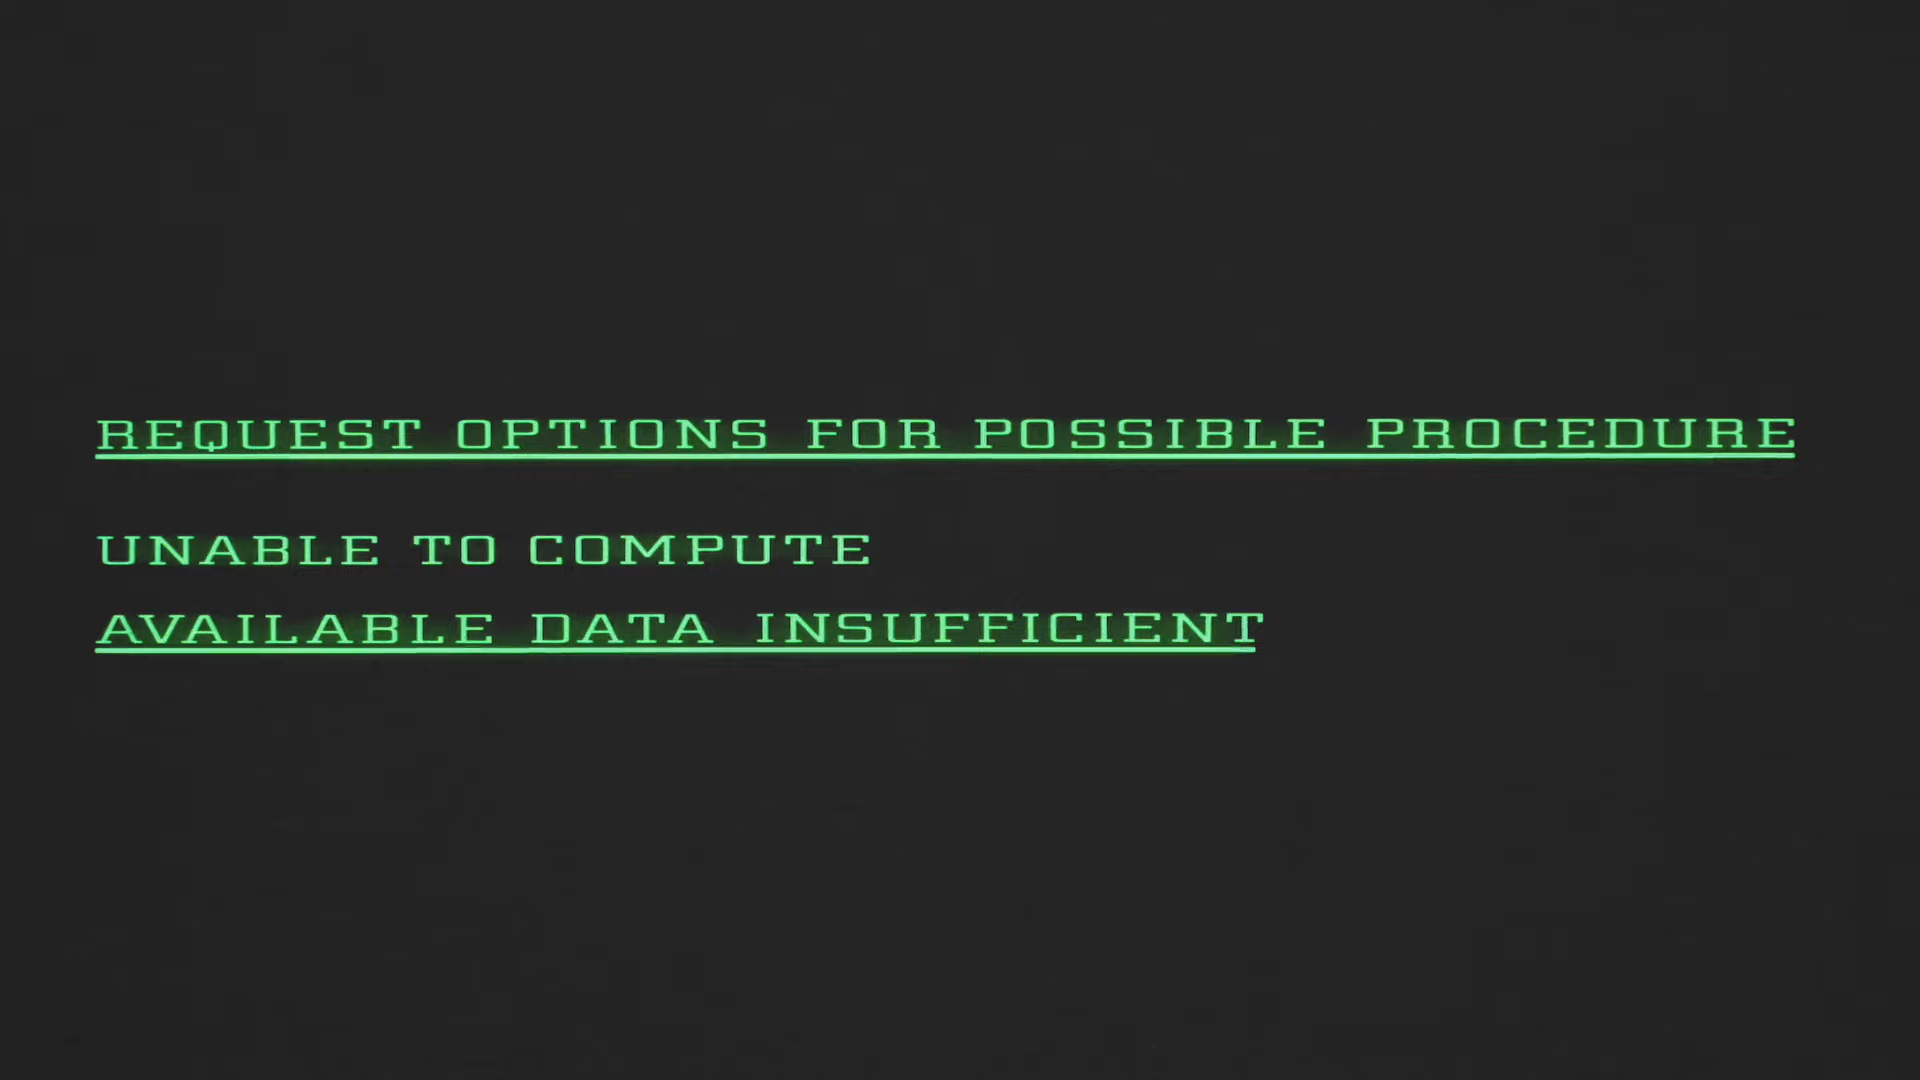 REQUEST OPTIONS FOR POSSIBLE PROCEDURE
UNABLE TO COMPUTE
AVAILABLE DATA INSUFFICIENT